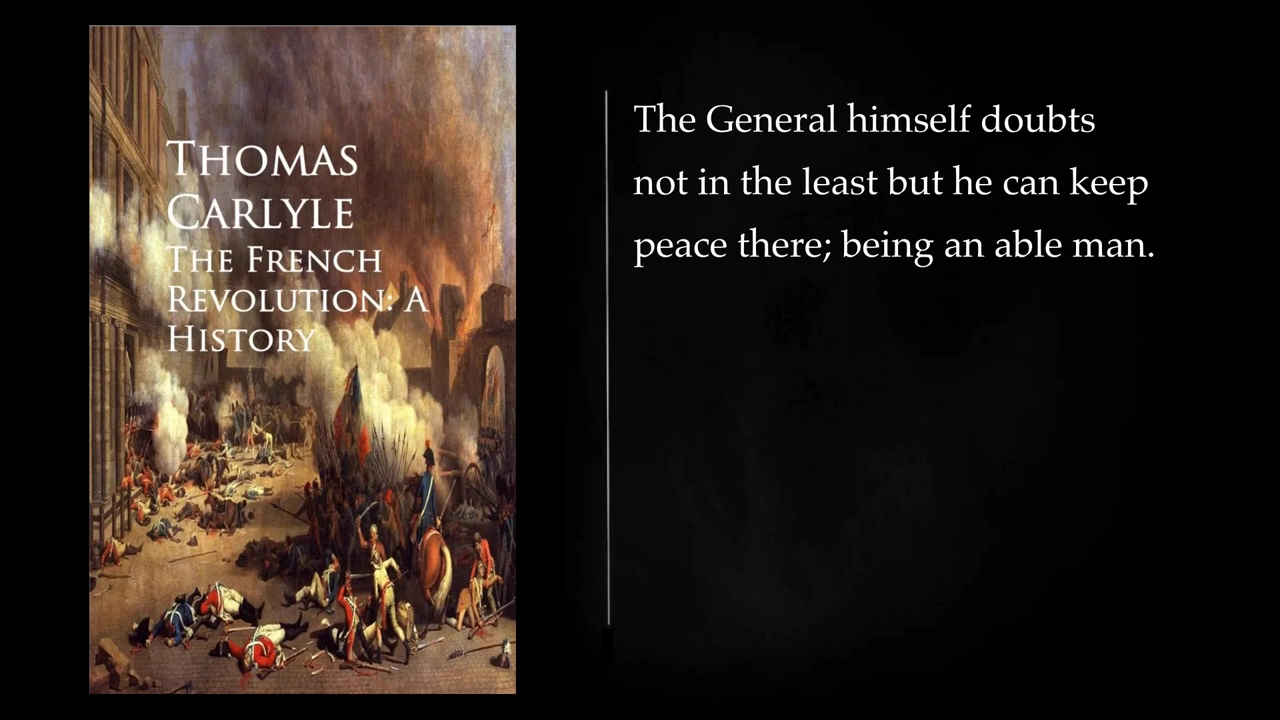 THOMAS
CARLYLE
THE FRENCH
REVOLUTION: A
HISTORY
The General himself doubts
not in the least but he can keep
peace there; being an able man.